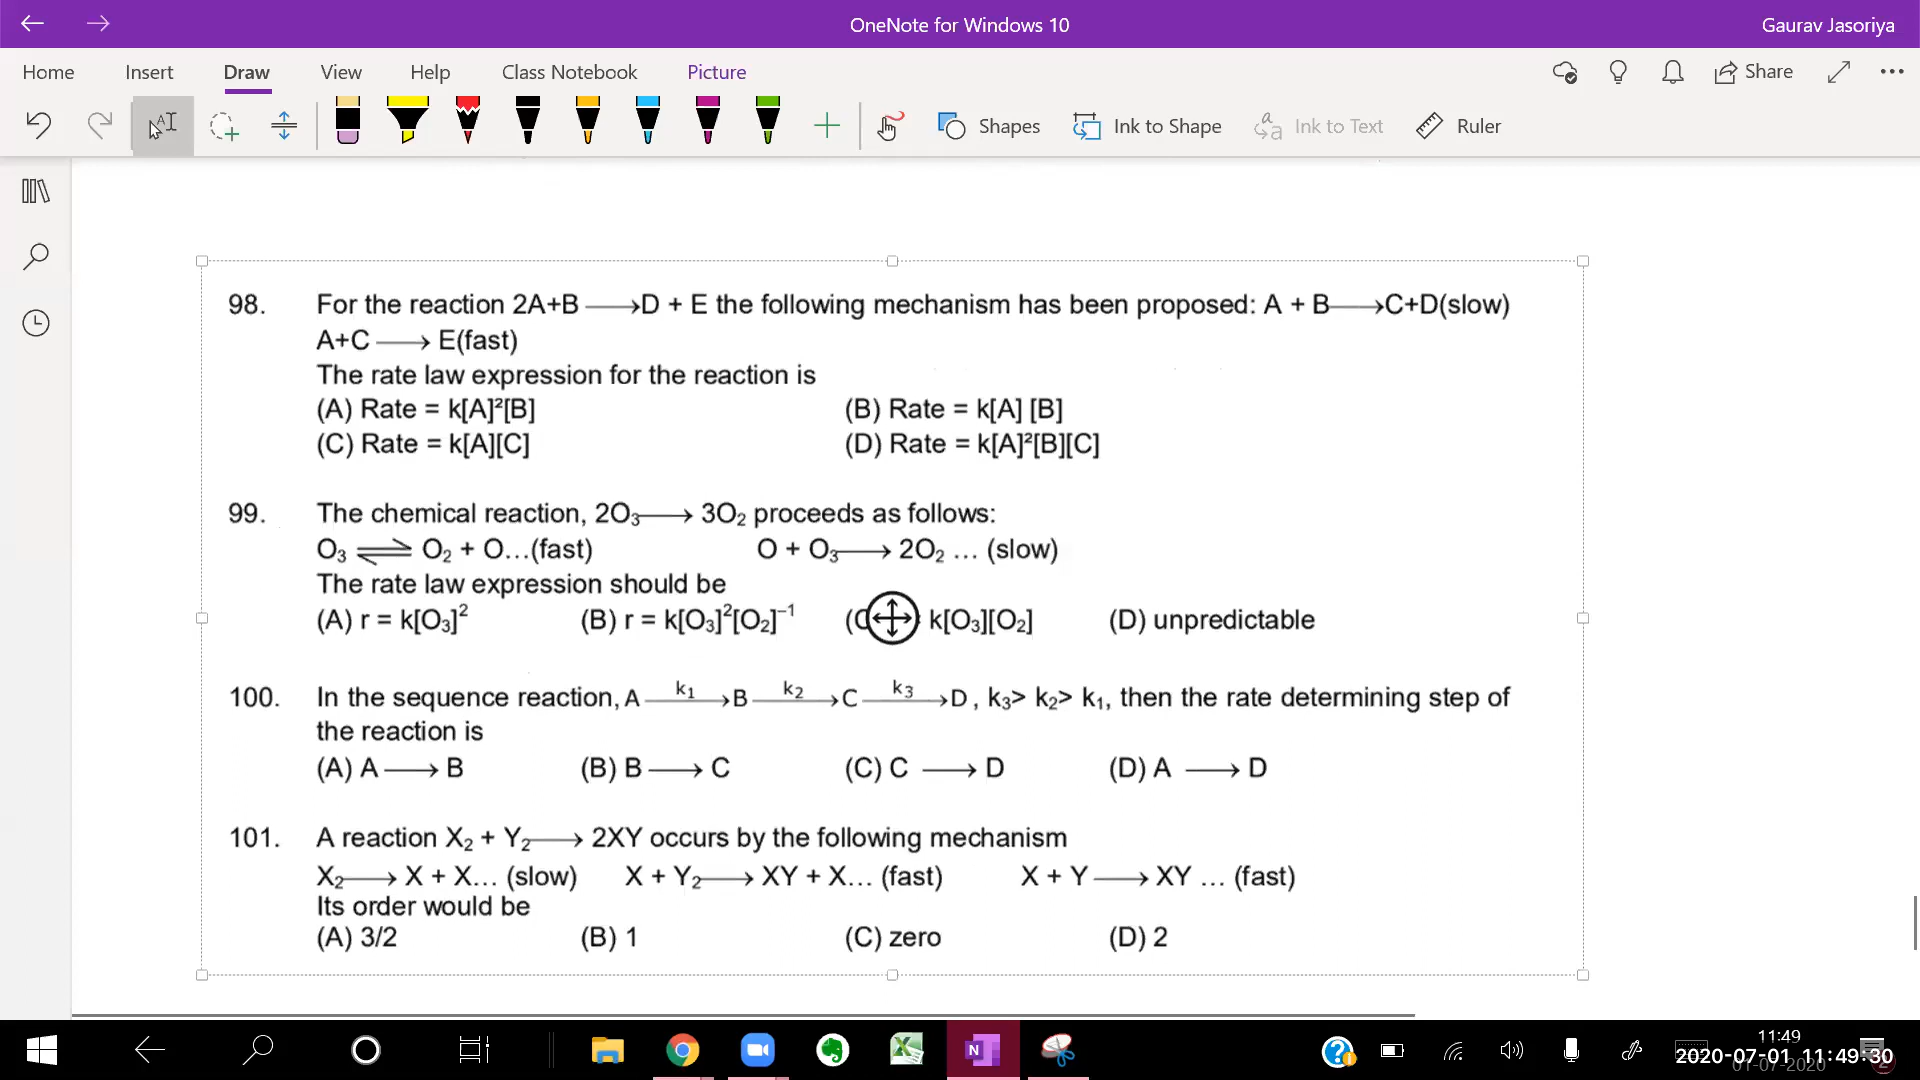 OneNote for Windows 10
Gaurav Jasoriya
Home Insert Draw View Help Class Notebook Picture
Share
Shapes Ink to Shape Ink to Text Ruler
98. For the reaction 2A+B ⟶D + E the following mechanism has been proposed: A + B⟶C+D(slow)
A+C ⟶ E(fast)
The rate law expression for the reaction is
(A) Rate = k[A]²[B] (B) Rate = k[A] [B]
(C) Rate = k[A][C] (D) Rate = k[A]²[B][C]
99. The chemical reaction, 2O₃⟶ 3O₂ proceeds as follows:
O₃ ⇌ O₂ + O...(fast) O + O₃⟶ 2O₂ ... (slow)
The rate law expression should be
(A) r = k[O₃]² (B) r = k[O₃]²[O₂]⁻¹ k[O₃][O₂] (D) unpredictable
100. In the sequence reaction, A —k₁→B —k₂→C —k₃→D , k₃> k₂> k₁, then the rate determining step of
the reaction is
(A) A ⟶ B (B) B ⟶ C (C) C ⟶ D (D) A ⟶ D
101. A reaction X₂ + Y₂⟶ 2XY occurs by the following mechanism
X₂⟶ X + X... (slow) X + Y₂⟶ XY + X... (fast) X + Y ⟶ XY ... (fast)
Its order would be
(A) 3/2 (B) 1 (C) zero (D) 2
11:49
2020-07-01 11:49:30
01-07-2020